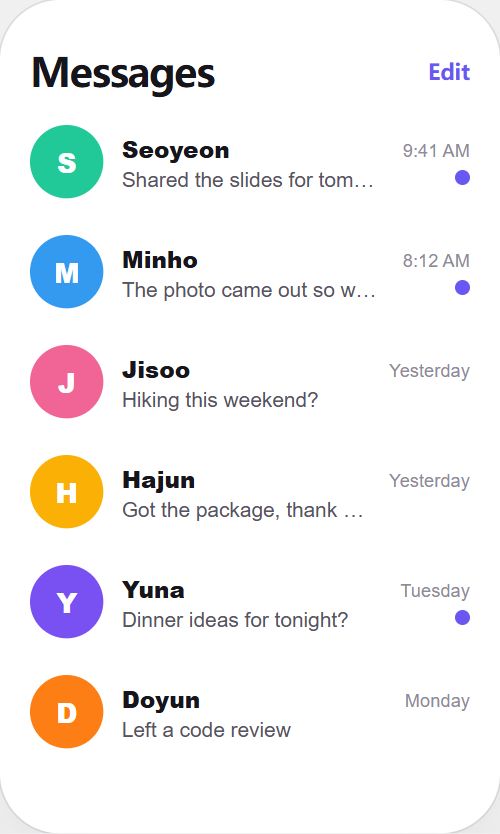 Messages
Edit
S
Seoyeon
9:41 AM
Shared the slides for tom…
M
Minho
8:12 AM
The photo came out so w…
J
Jisoo
Yesterday
Hiking this weekend?
H
Hajun
Yesterday
Got the package, thank …
Y
Yuna
Tuesday
Dinner ideas for tonight?
D
Doyun
Monday
Left a code review